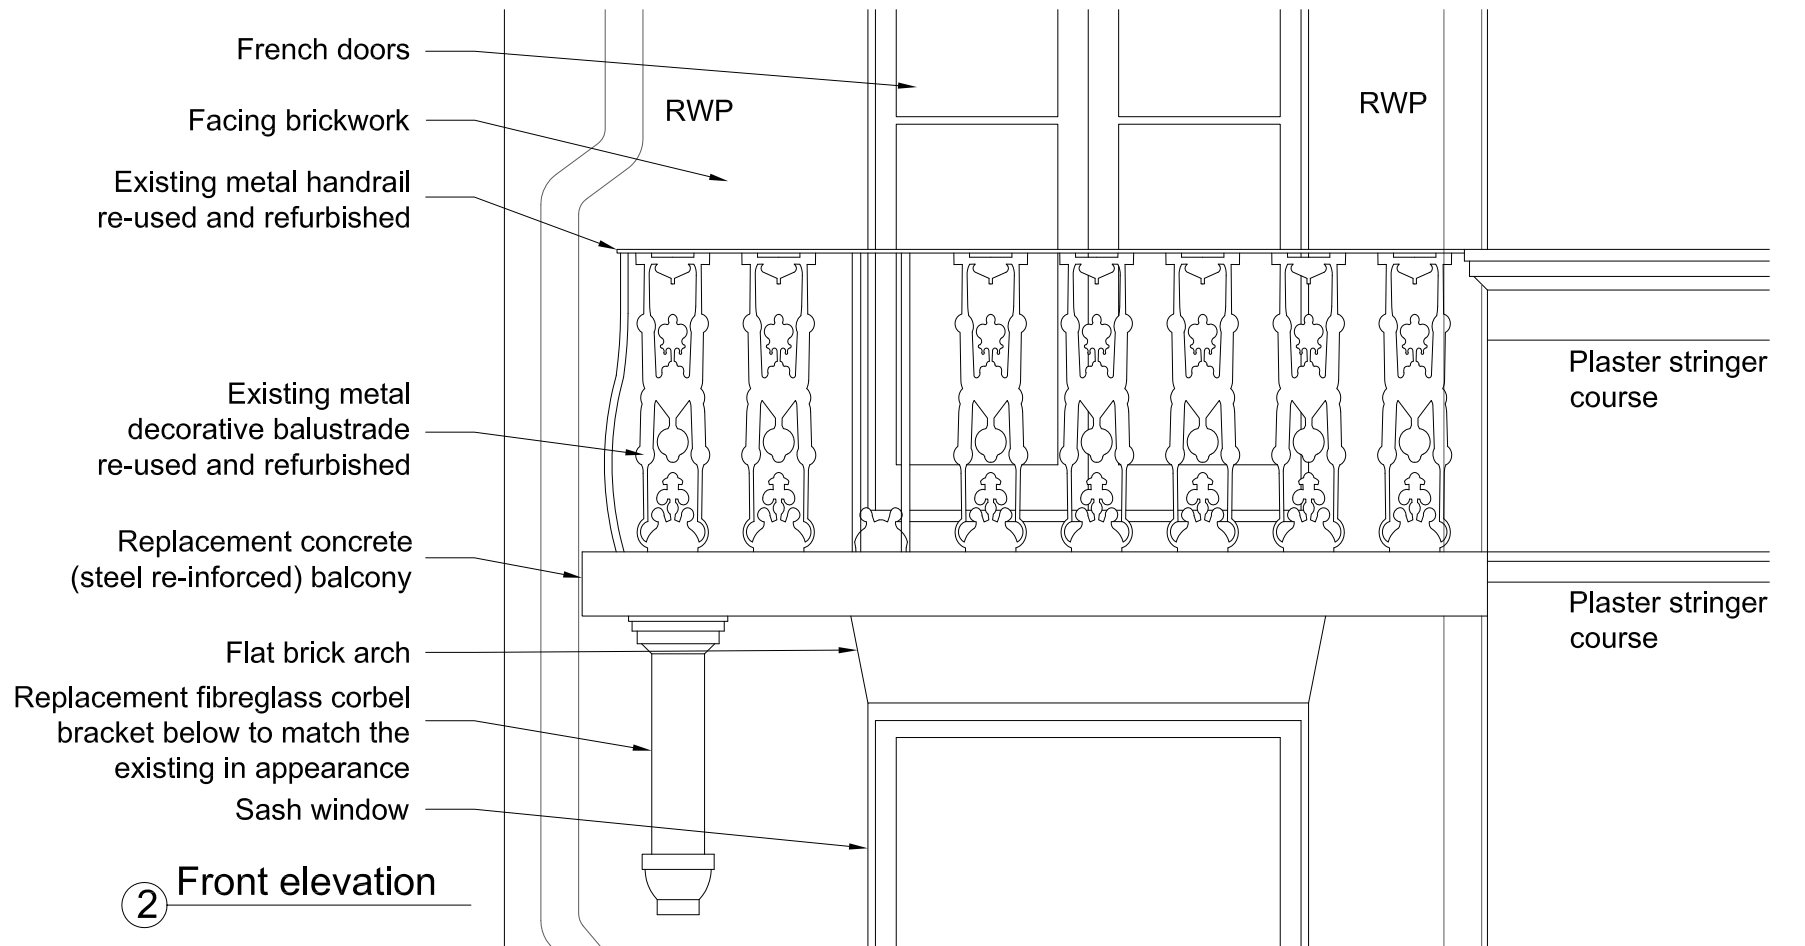 French doors
RWP
RWP
Facing brickwork
Existing metal handrail
re-used and refurbished
Plaster stringer
course
Existing metal
decorative balustrade
re-used and refurbished
Replacement concrete
(steel re-inforced) balcony
Plaster stringer
course
Flat brick arch
Replacement fibreglass corbel
bracket below to match the
existing in appearance
Sash window
2 Front elevation